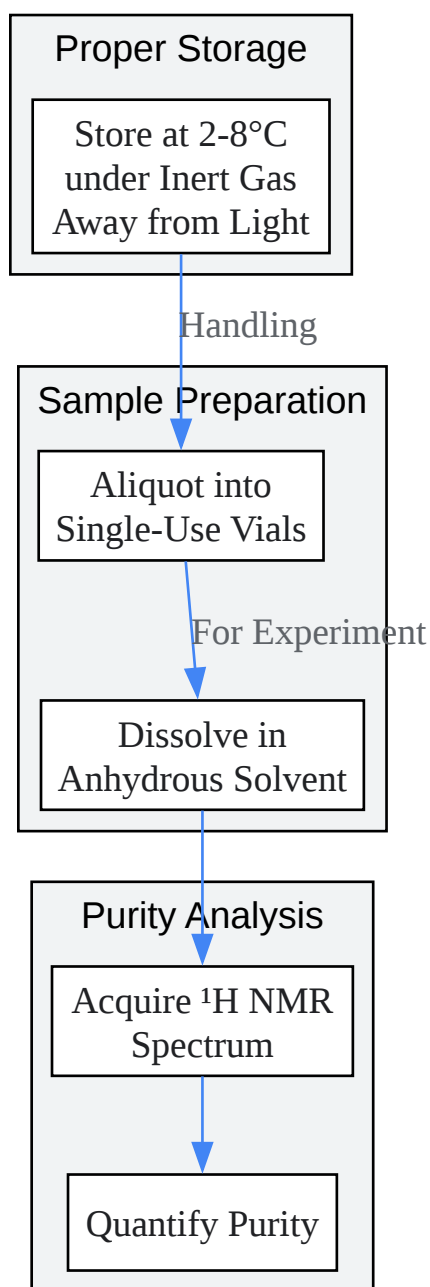 Proper Storage
Store at 2-8°C
under Inert Gas
Away from Light
Handling
Sample Preparation
Aliquot into
Single-Use Vials
For Experiment
Dissolve in
Anhydrous Solvent
Purity Analysis
Acquire ¹H NMR
Spectrum
Quantify Purity